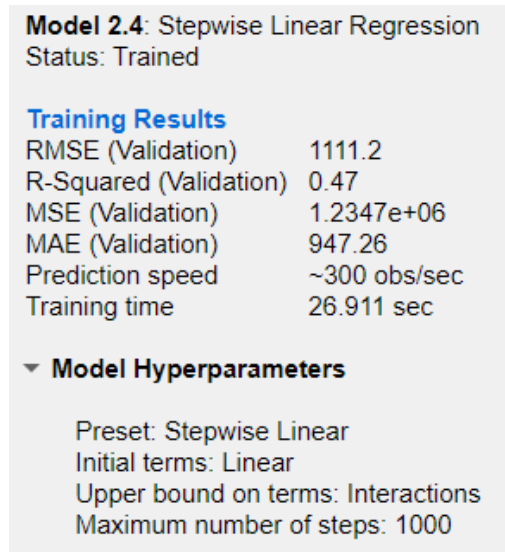 Model 2.4: Stepwise Linear Regression
Status: Trained
Training Results
RMSE (Validation) 1111.2
R-Squared (Validation) 0.47
MSE (Validation) 1.2347e+06
MAE (Validation) 947.26
Prediction speed ~300 obs/sec
Training time 26.911 sec
Model Hyperparameters
Preset: Stepwise Linear
Initial terms: Linear
Upper bound on terms: Interactions
Maximum number of steps: 1000